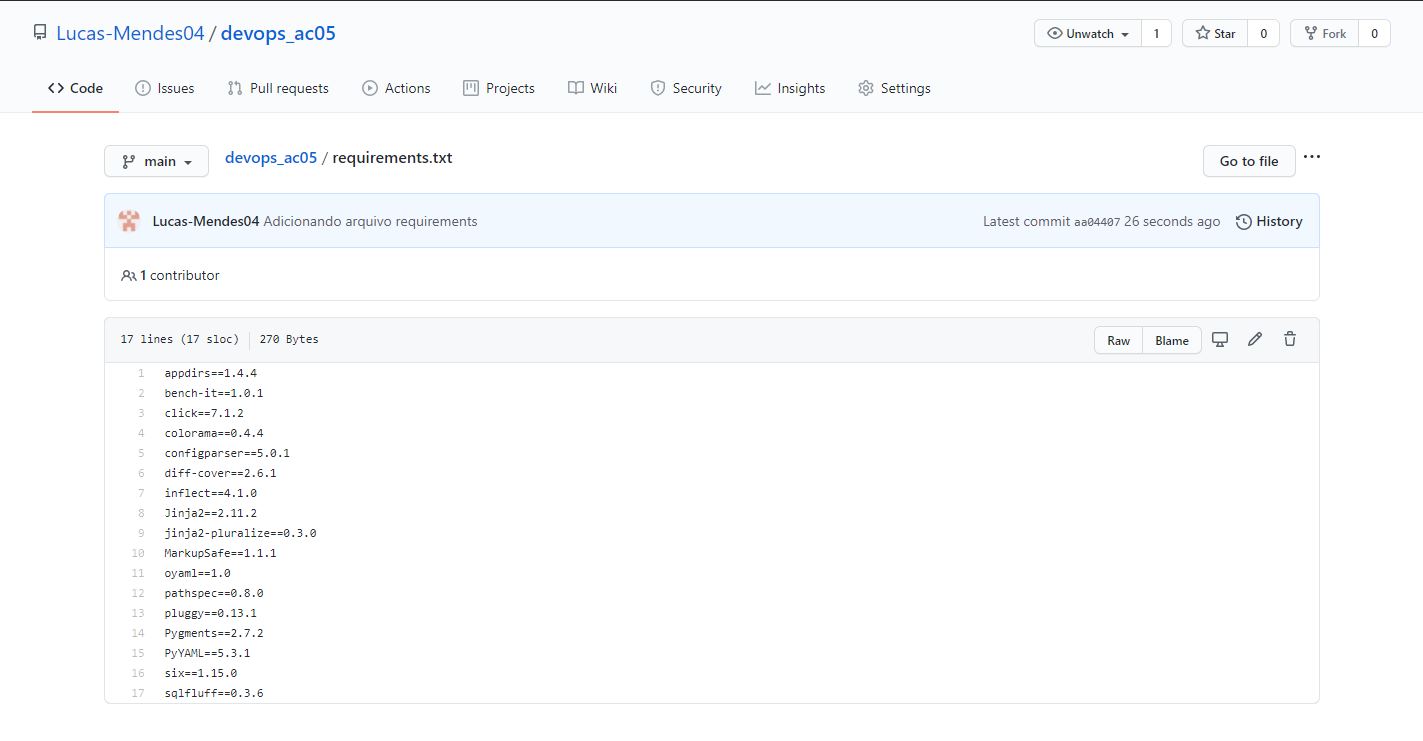 Lucas-Mendes04 / devops_ac05
Unwatch 1 Star 0 Fork 0
Code Issues Pull requests Actions Projects Wiki Security Insights Settings
main devops_ac05 / requirements.txt Go to file ...
Lucas-Mendes04 Adicionando arquivo requirements Latest commit aa04407 26 seconds ago History
1 contributor
17 lines (17 sloc) 270 Bytes Raw Blame
1 appdirs==1.4.4
2 bench-it==1.0.1
3 click==7.1.2
4 colorama==0.4.4
5 configparser==5.0.1
6 diff-cover==2.6.1
7 inflect==4.1.0
8 Jinja2==2.11.2
9 jinja2-pluralize==0.3.0
10 MarkupSafe==1.1.1
11 oyaml==1.0
12 pathspec==0.8.0
13 pluggy==0.13.1
14 Pygments==2.7.2
15 PyYAML==5.3.1
16 six==1.15.0
17 sqlfluff==0.3.6